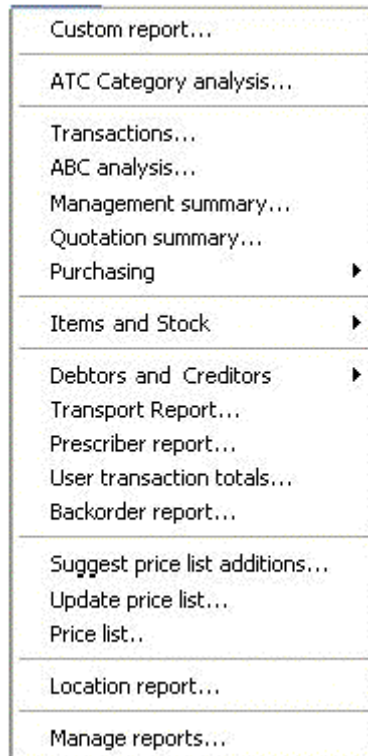 Custom report...
ATC Category analysis...
Transactions...
ABC analysis...
Management summary...
Quotation summary...
Purchasing
Items and Stock
Debtors and Creditors
Transport Report...
Prescriber report...
User transaction totals...
Backorder report...
Suggest price list additions...
Update price list...
Price list..
Location report...
Manage reports...